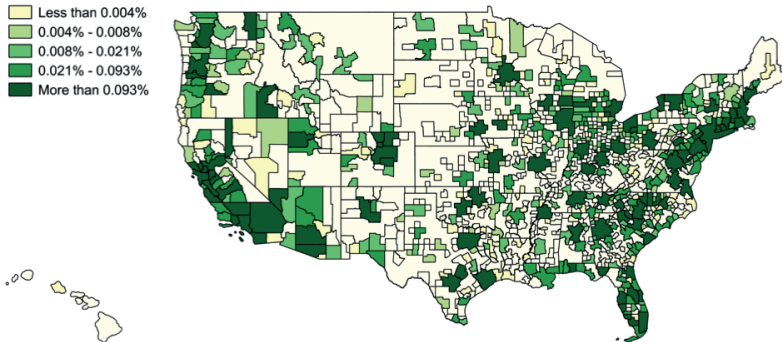 Less than 0.004%
0.004% - 0.008%
0.008% - 0.021%
0.021% - 0.093%
More than 0.093%